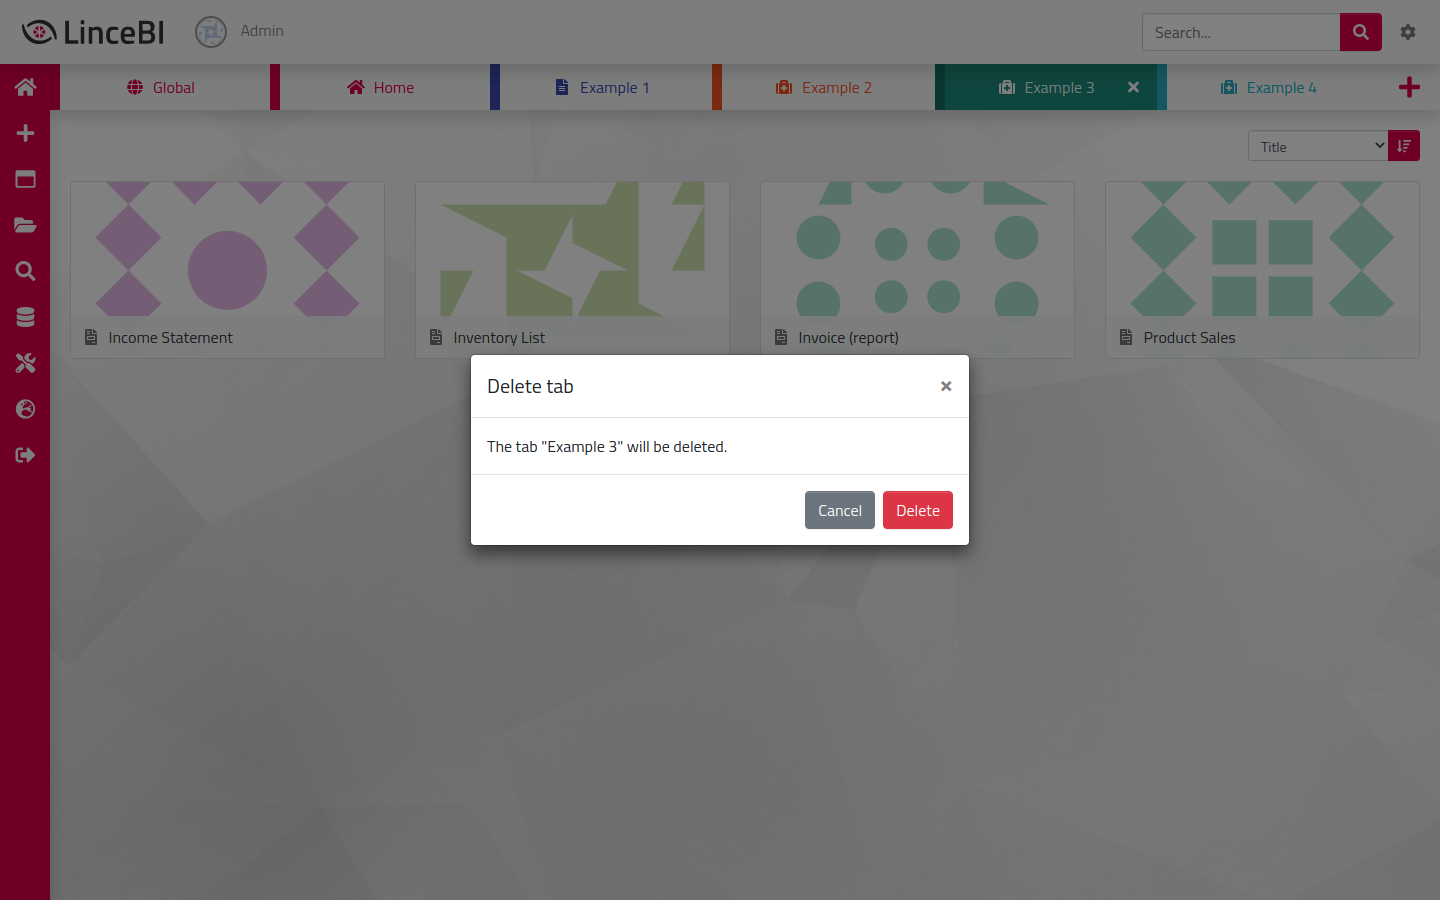 LinceBI
Admin
Search...
Global
Home
Example 1
Example 2
Example 3
Example 4
Title
Income Statement
Inventory List
Invoice (report)
Product Sales
Delete tab
The tab "Example 3" will be deleted.
Cancel
Delete